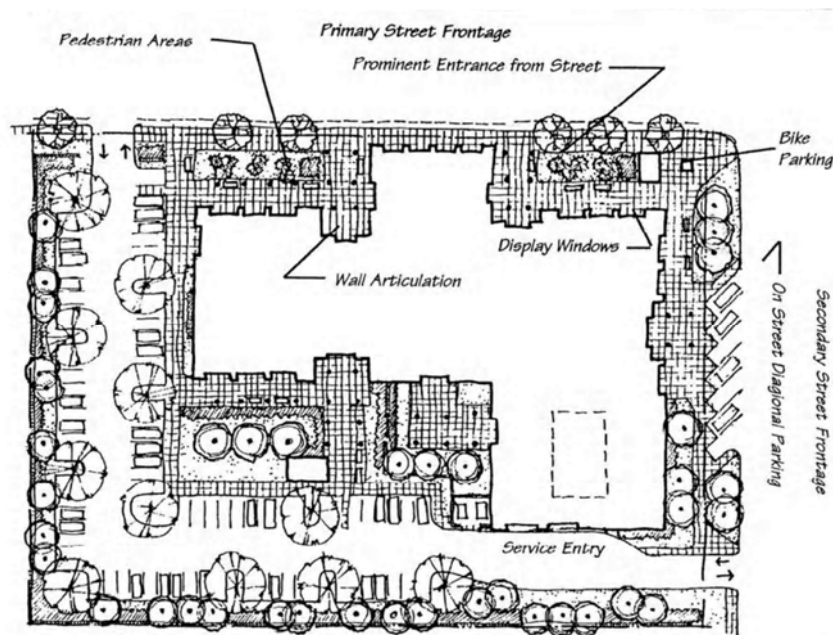 Primary Street Frontage
Pedestrian Areas
Prominent Entrance from Street
Bike
Parking
Display Windows
Wall Articulation
On Street Diagional Parking
Secondary Street Frontage
Service Entry